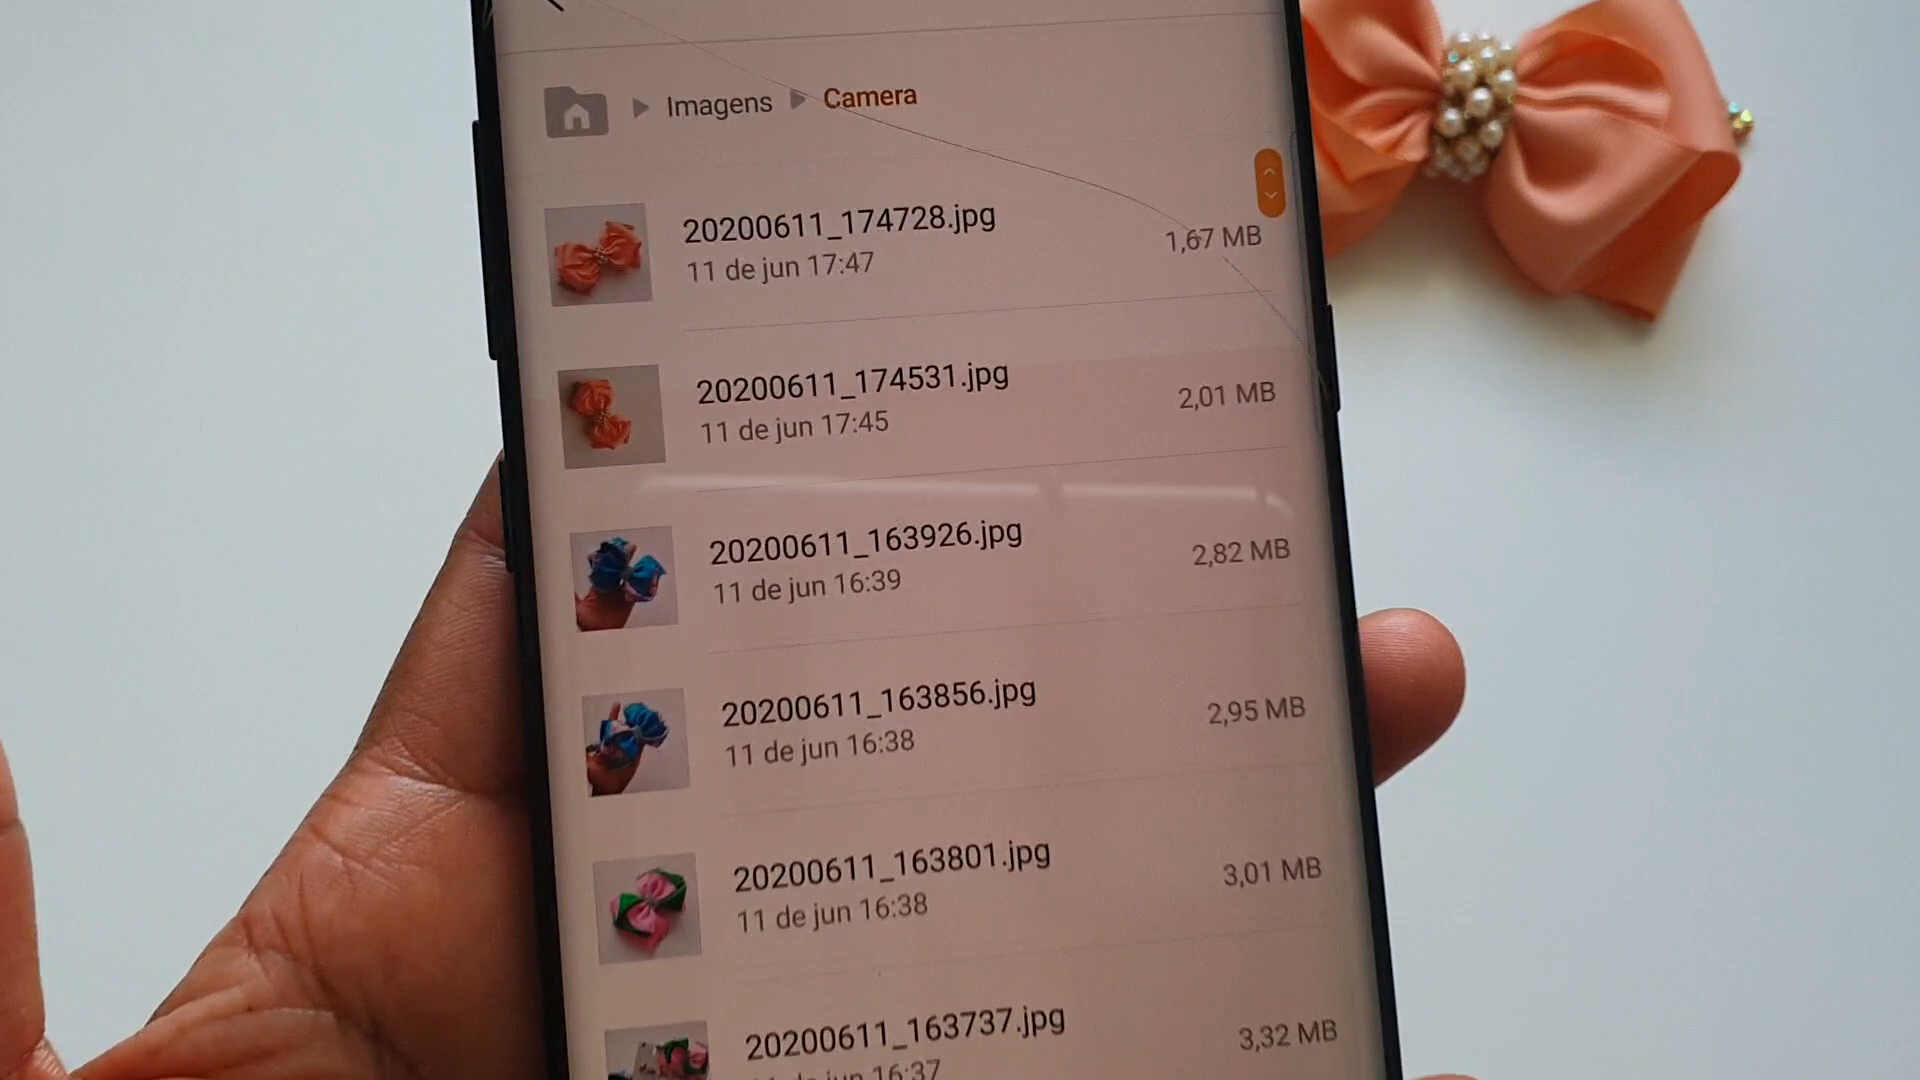 Imagens Camera
20200611_174728.jpg
11 de jun 17:47
1,67 MB
20200611_174531.jpg
11 de jun 17:45
2,01 MB
20200611_163926.jpg
11 de jun 16:39
2,82 MB
20200611_163856.jpg
11 de jun 16:38
2,95 MB
20200611_163801.jpg
11 de jun 16:38
3,01 MB
20200611_163737.jpg
jun 16:37
3,32 MB